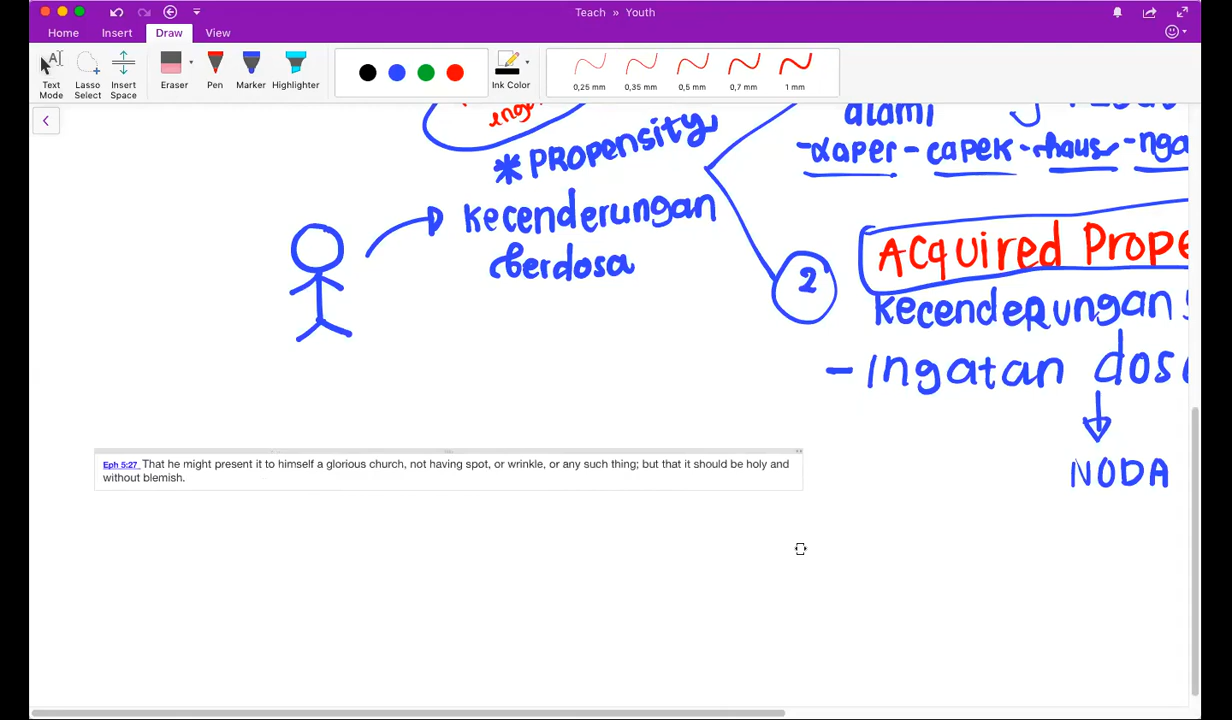 Teach » Youth
Home Insert Draw View
Text Mode
Lasso Select
Insert Space
Eraser
Pen
Marker
Highlighter
Ink Color
0,25 mm
0,35 mm
0,5 mm
0,7 mm
1 mm
alami
-laper - capek - haus -
* PROPENSITY
Kecenderungan
berdosa
2
Acquired
Kecenderungan
- Ingatan
NODA
Eph 5:27 That he might present it to himself a glorious church, not having spot, or wrinkle, or any such thing; but that it should be holy and
without blemish.